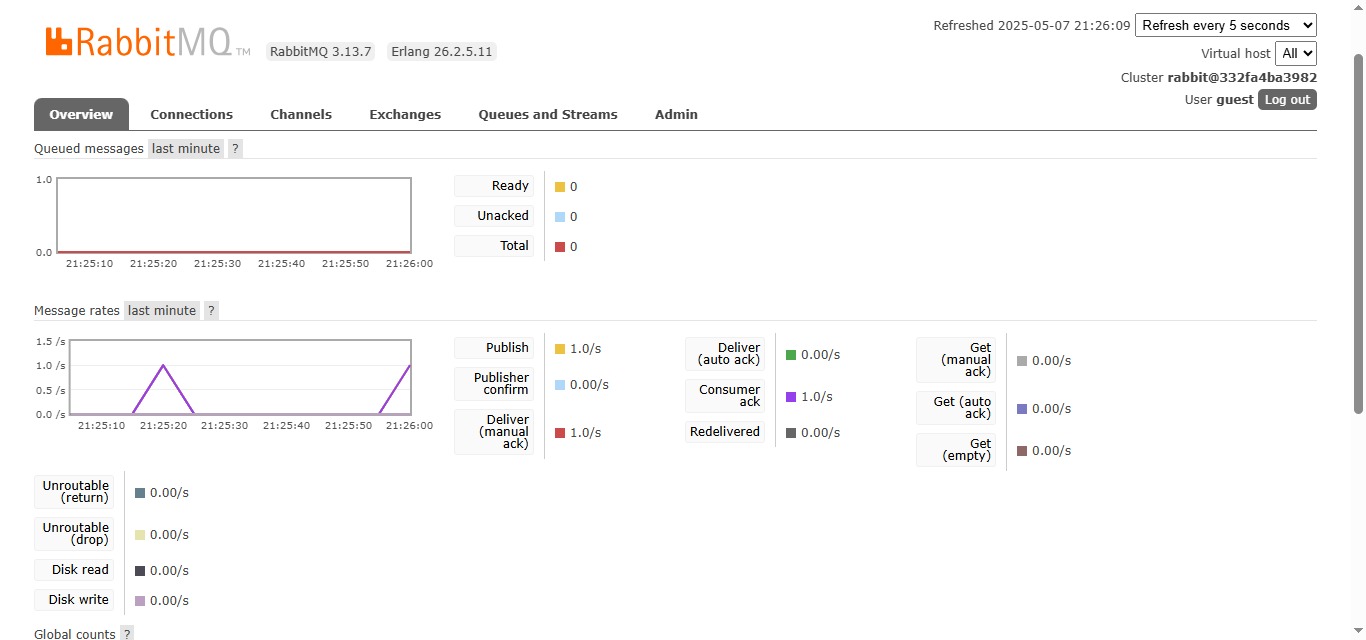 RabbitMQ TM RabbitMQ 3.13.7 Erlang 26.2.5.11
Refreshed 2025-05-07 21:26:09 Refresh every 5 seconds
Virtual host All
Cluster rabbit@332fa4ba3982
User guest Log out
Overview Connections Channels Exchanges Queues and Streams Admin
Queued messages last minute ?
1.0
0.0
21:25:10 21:25:20 21:25:30 21:25:40 21:25:50 21:26:00
Ready 0
Unacked 0
Total 0
Message rates last minute ?
1.5 /s
1.0 /s
0.5 /s
0.0 /s
21:25:10 21:25:20 21:25:30 21:25:40 21:25:50 21:26:00
Publish 1.0/s
Publisher
confirm 0.00/s
Deliver
(manual
ack) 1.0/s
Deliver
(auto ack) 0.00/s
Consumer
ack 1.0/s
Redelivered 0.00/s
Get
(manual
ack) 0.00/s
Get (auto
ack) 0.00/s
Get
(empty) 0.00/s
Unroutable
(return) 0.00/s
Unroutable
(drop) 0.00/s
Disk read 0.00/s
Disk write 0.00/s
Global counts ?